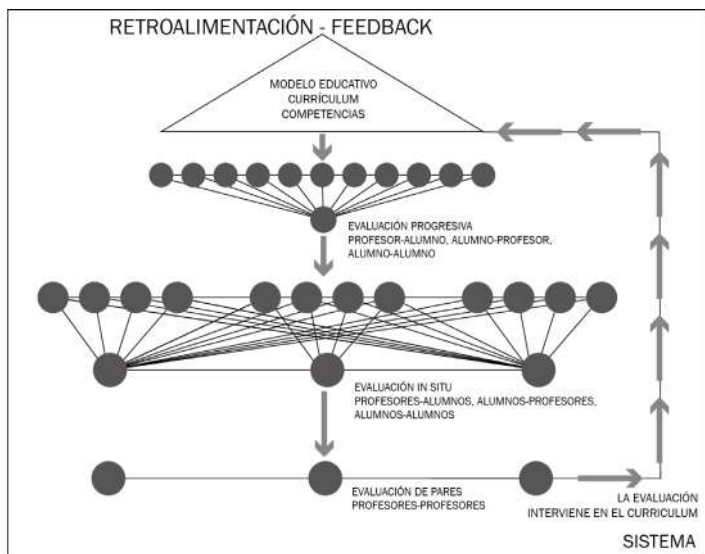 RETROALIMENTACIÓN - FEEDBACK
MODELO EDUCATIVO
CURRÍCULUM
COMPETENCIAS
EVALUACIÓN PROGRESIVA
PROFESOR-ALUMNO, ALUMNO-PROFESOR,
ALUMNO-ALUMNO
EVALUACIÓN IN SITU
PROFESORES-ALUMNOS, ALUMNOS-PROFESORES,
ALUMNOS-ALUMNOS
EVALUACIÓN DE PARES
PROFESORES-PROFESORES
LA EVALUACIÓN
INTERVIENE EN EL CURRICULUM
SISTEMA